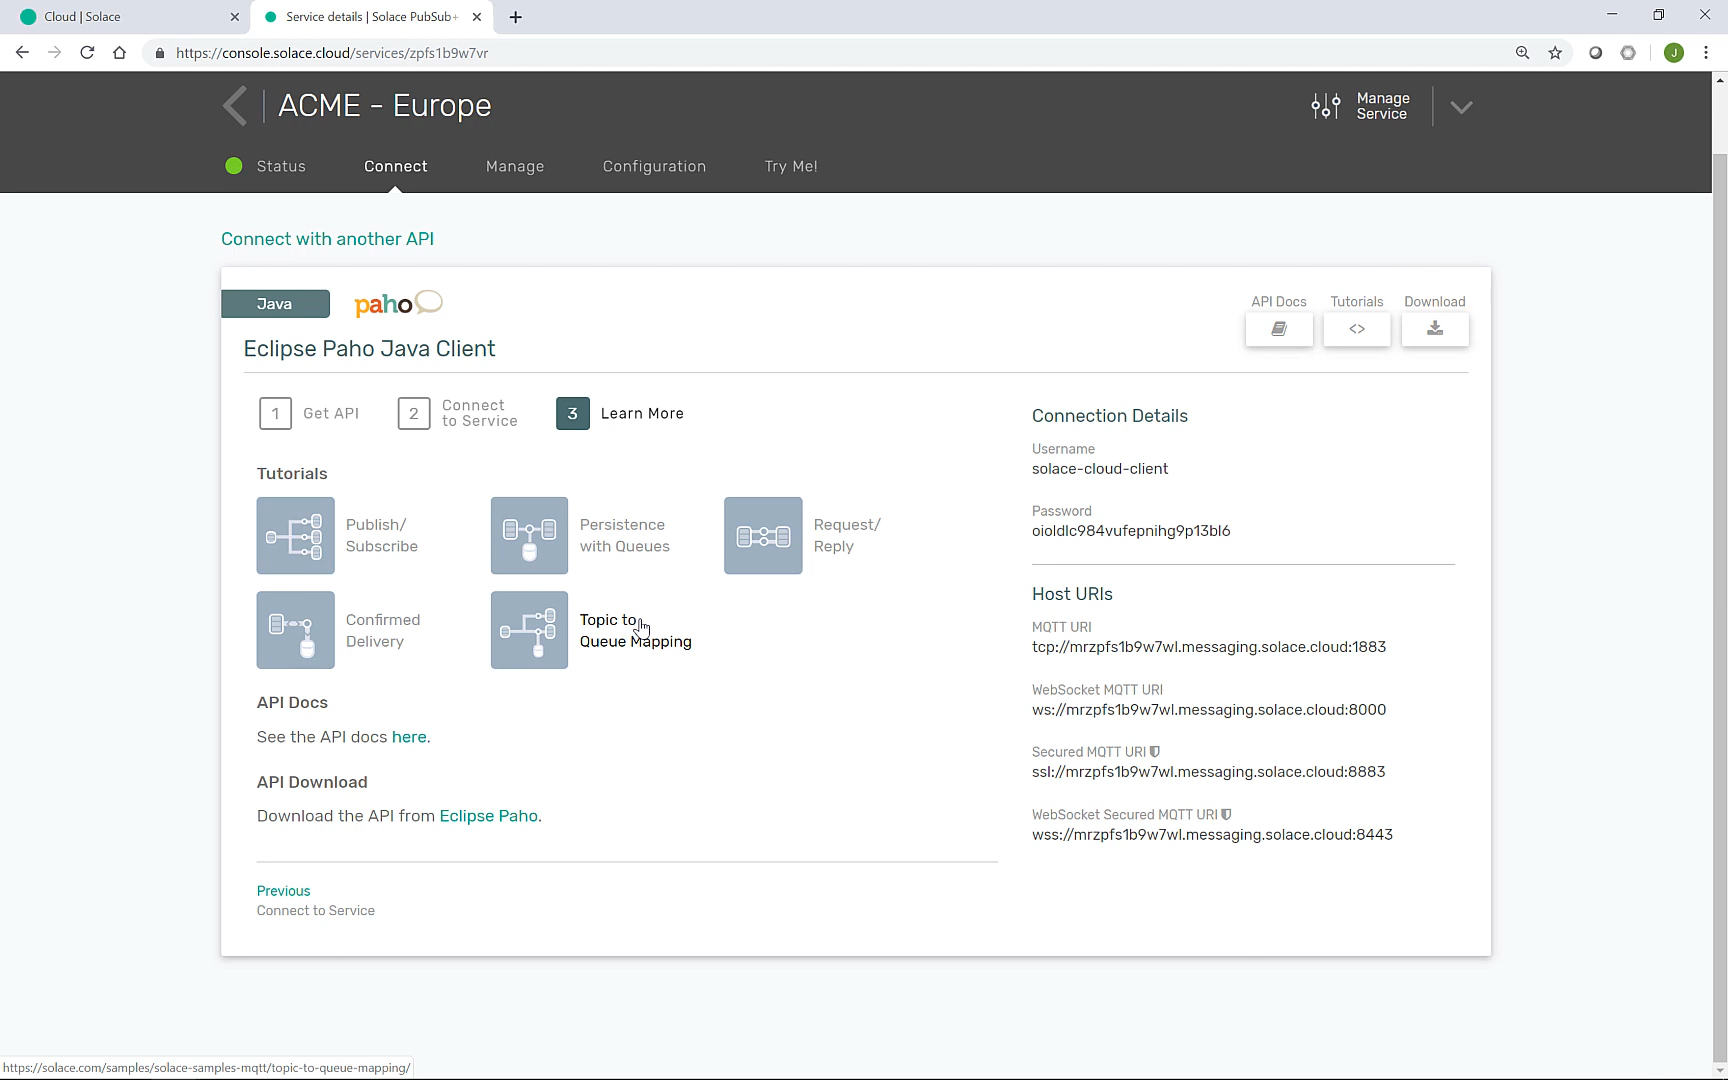 Cloud | Solace
Service details | Solace PubSub+
https://console.solace.cloud/services/zpfs1b9w7vr
J
ACME - Europe
Manage
Service
Status
Connect
Manage
Configuration
Try Me!
Connect with another API
Java
paho
API Docs
Tutorials
Download
<>
Eclipse Paho Java Client
1
Get API
2
Connect
to Service
3
Learn More
Tutorials
Publish/
Subscribe
Persistence
with Queues
Request/
Reply
Confirmed
Delivery
Topic to
Queue Mapping
API Docs
See the API docs here.
API Download
Download the API from Eclipse Paho.
Previous
Connect to Service
Connection Details
Username
solace-cloud-client
Password
oioldlc984vufepnihg9p13bl6
Host URIs
MQTT URI
tcp://mrzpfs1b9w7wl.messaging.solace.cloud:1883
WebSocket MQTT URI
ws://mrzpfs1b9w7wl.messaging.solace.cloud:8000
Secured MQTT URI
ssl://mrzpfs1b9w7wl.messaging.solace.cloud:8883
WebSocket Secured MQTT URI
wss://mrzpfs1b9w7wl.messaging.solace.cloud:8443
https://solace.com/samples/solace-samples-mqtt/topic-to-queue-mapping/